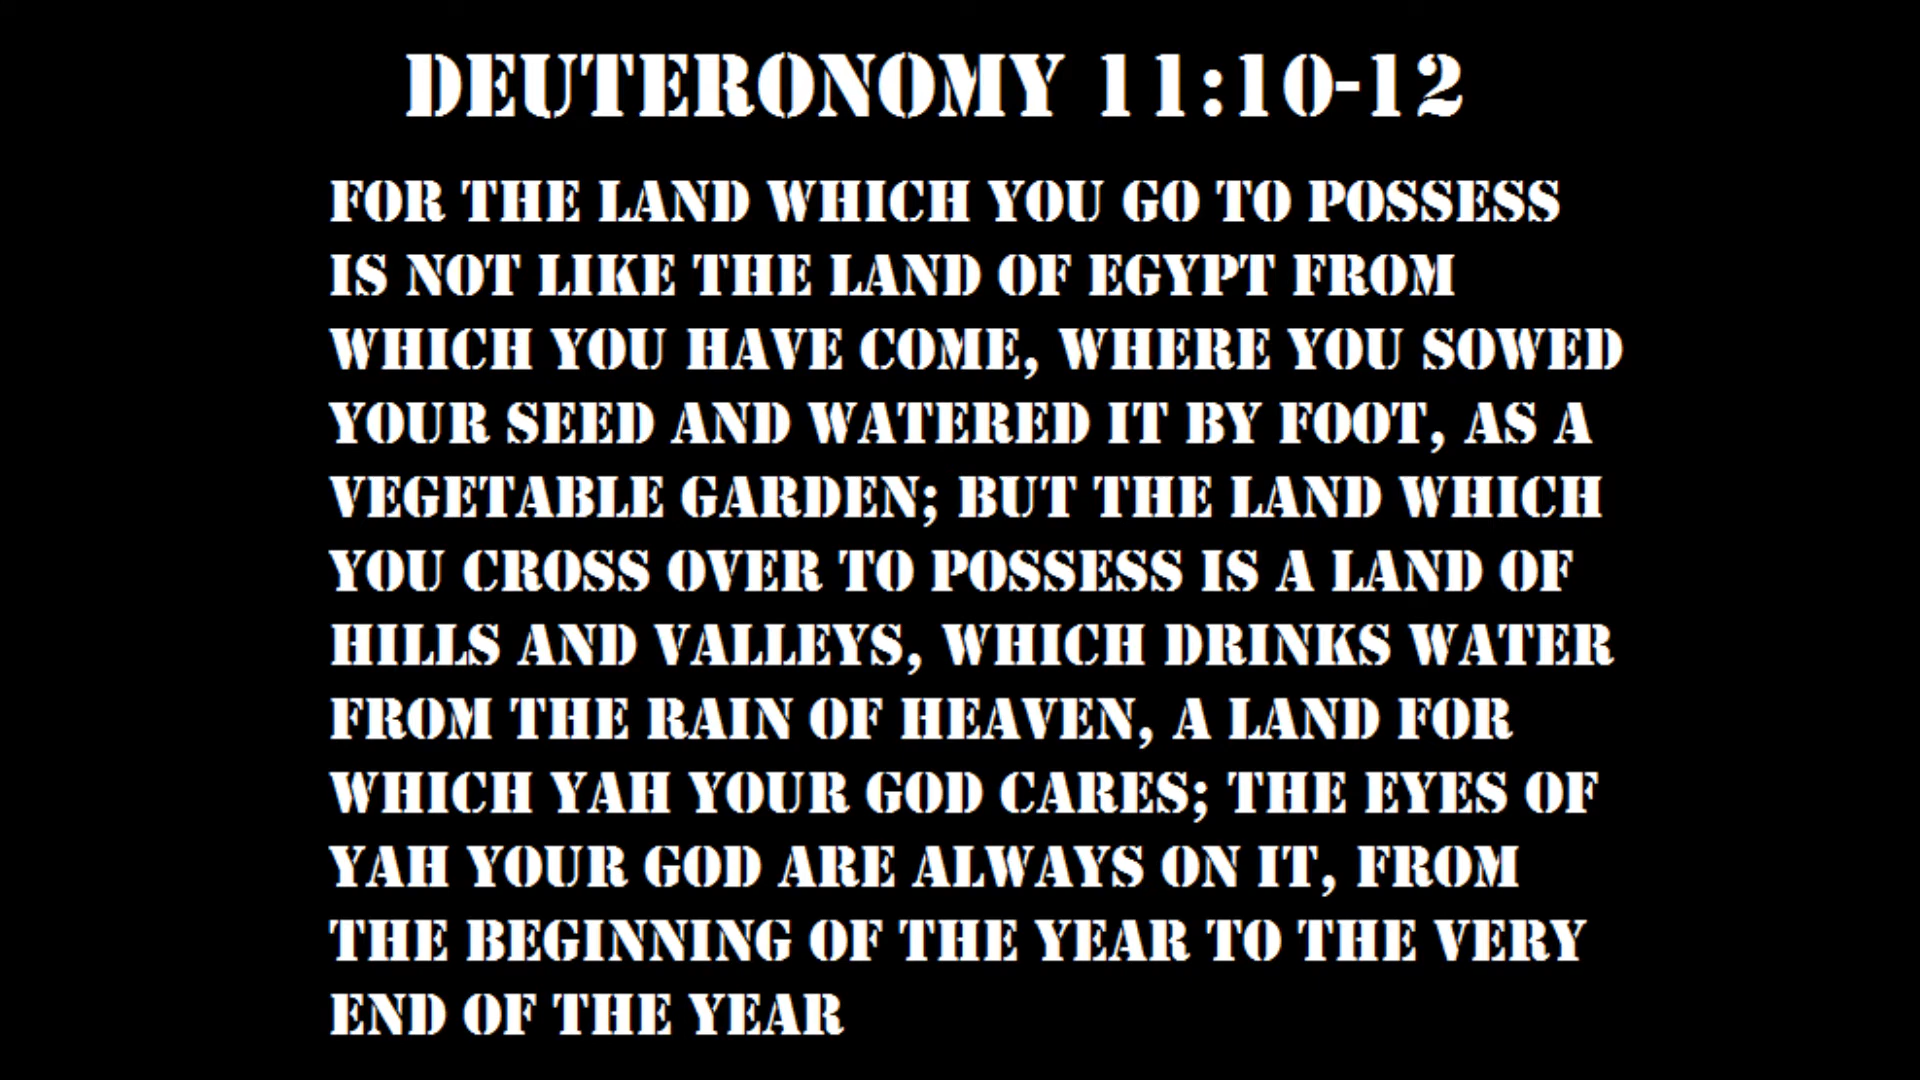 DEUTERONOMY 11:10-12
FOR THE LAND WHICH YOU GO TO POSSESS
IS NOT LIKE THE LAND OF EGYPT FROM
WHICH YOU HAVE COME, WHERE YOU SOWED
YOUR SEED AND WATERED IT BY FOOT, AS A
VEGETABLE GARDEN; BUT THE LAND WHICH
YOU CROSS OVER TO POSSESS IS A LAND OF
HILLS AND VALLEYS, WHICH DRINKS WATER
FROM THE RAIN OF HEAVEN, A LAND FOR
WHICH YAH YOUR GOD CARES; THE EYES OF
YAH YOUR GOD ARE ALWAYS ON IT, FROM
THE BEGINNING OF THE YEAR TO THE VERY
END OF THE YEAR